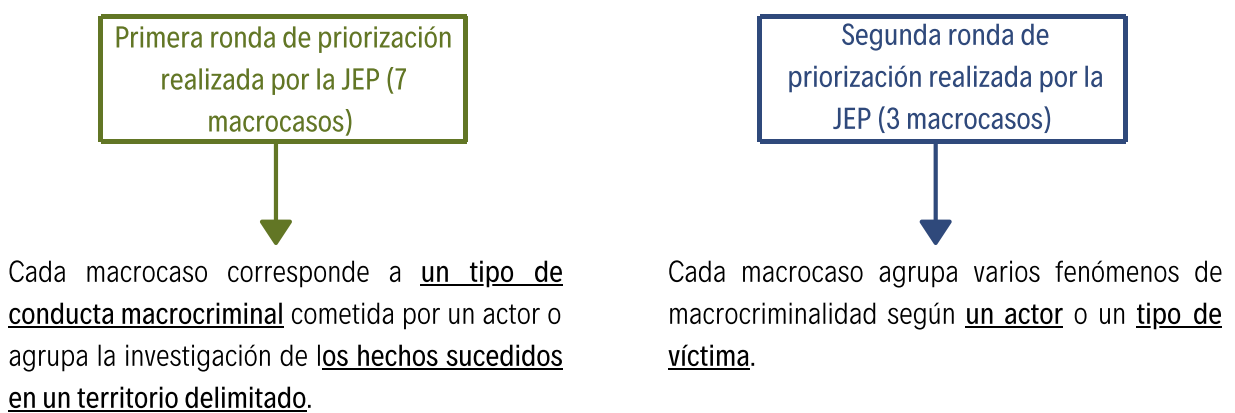 Primera ronda de priorización
realizada por la JEP (7
macrocasos)
Cada macrocaso corresponde a un tipo de
conducta macrocriminal cometida por un actor o
agrupa la investigación de los hechos sucedidos
en un territorio delimitado.
Segunda ronda de
priorización realizada por la
JEP (3 macrocasos)
Cada macrocaso agrupa varios fenómenos de
macrocriminalidad según un actor o un tipo de
víctima.